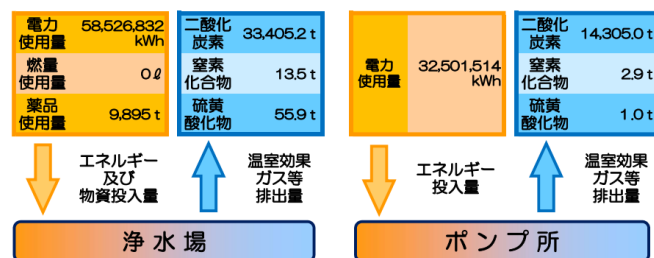 電力
使用量
58,526,832
kWh
燃量
使用量
0ℓ
薬品
使用量
9,895 t
二酸化
炭素
33,405.2 t
窒素
化合物
13.5 t
硫黄
酸化物
55.9 t
エネルギー
及び
物資投入量
温室効果
ガス等
排出量
浄水場
電力
使用量
32,501,514
kWh
二酸化
炭素
14,305.0 t
窒素
化合物
2.9 t
硫黄
酸化物
1.0 t
エネルギー
投入量
温室効果
ガス等
排出量
ポンプ所